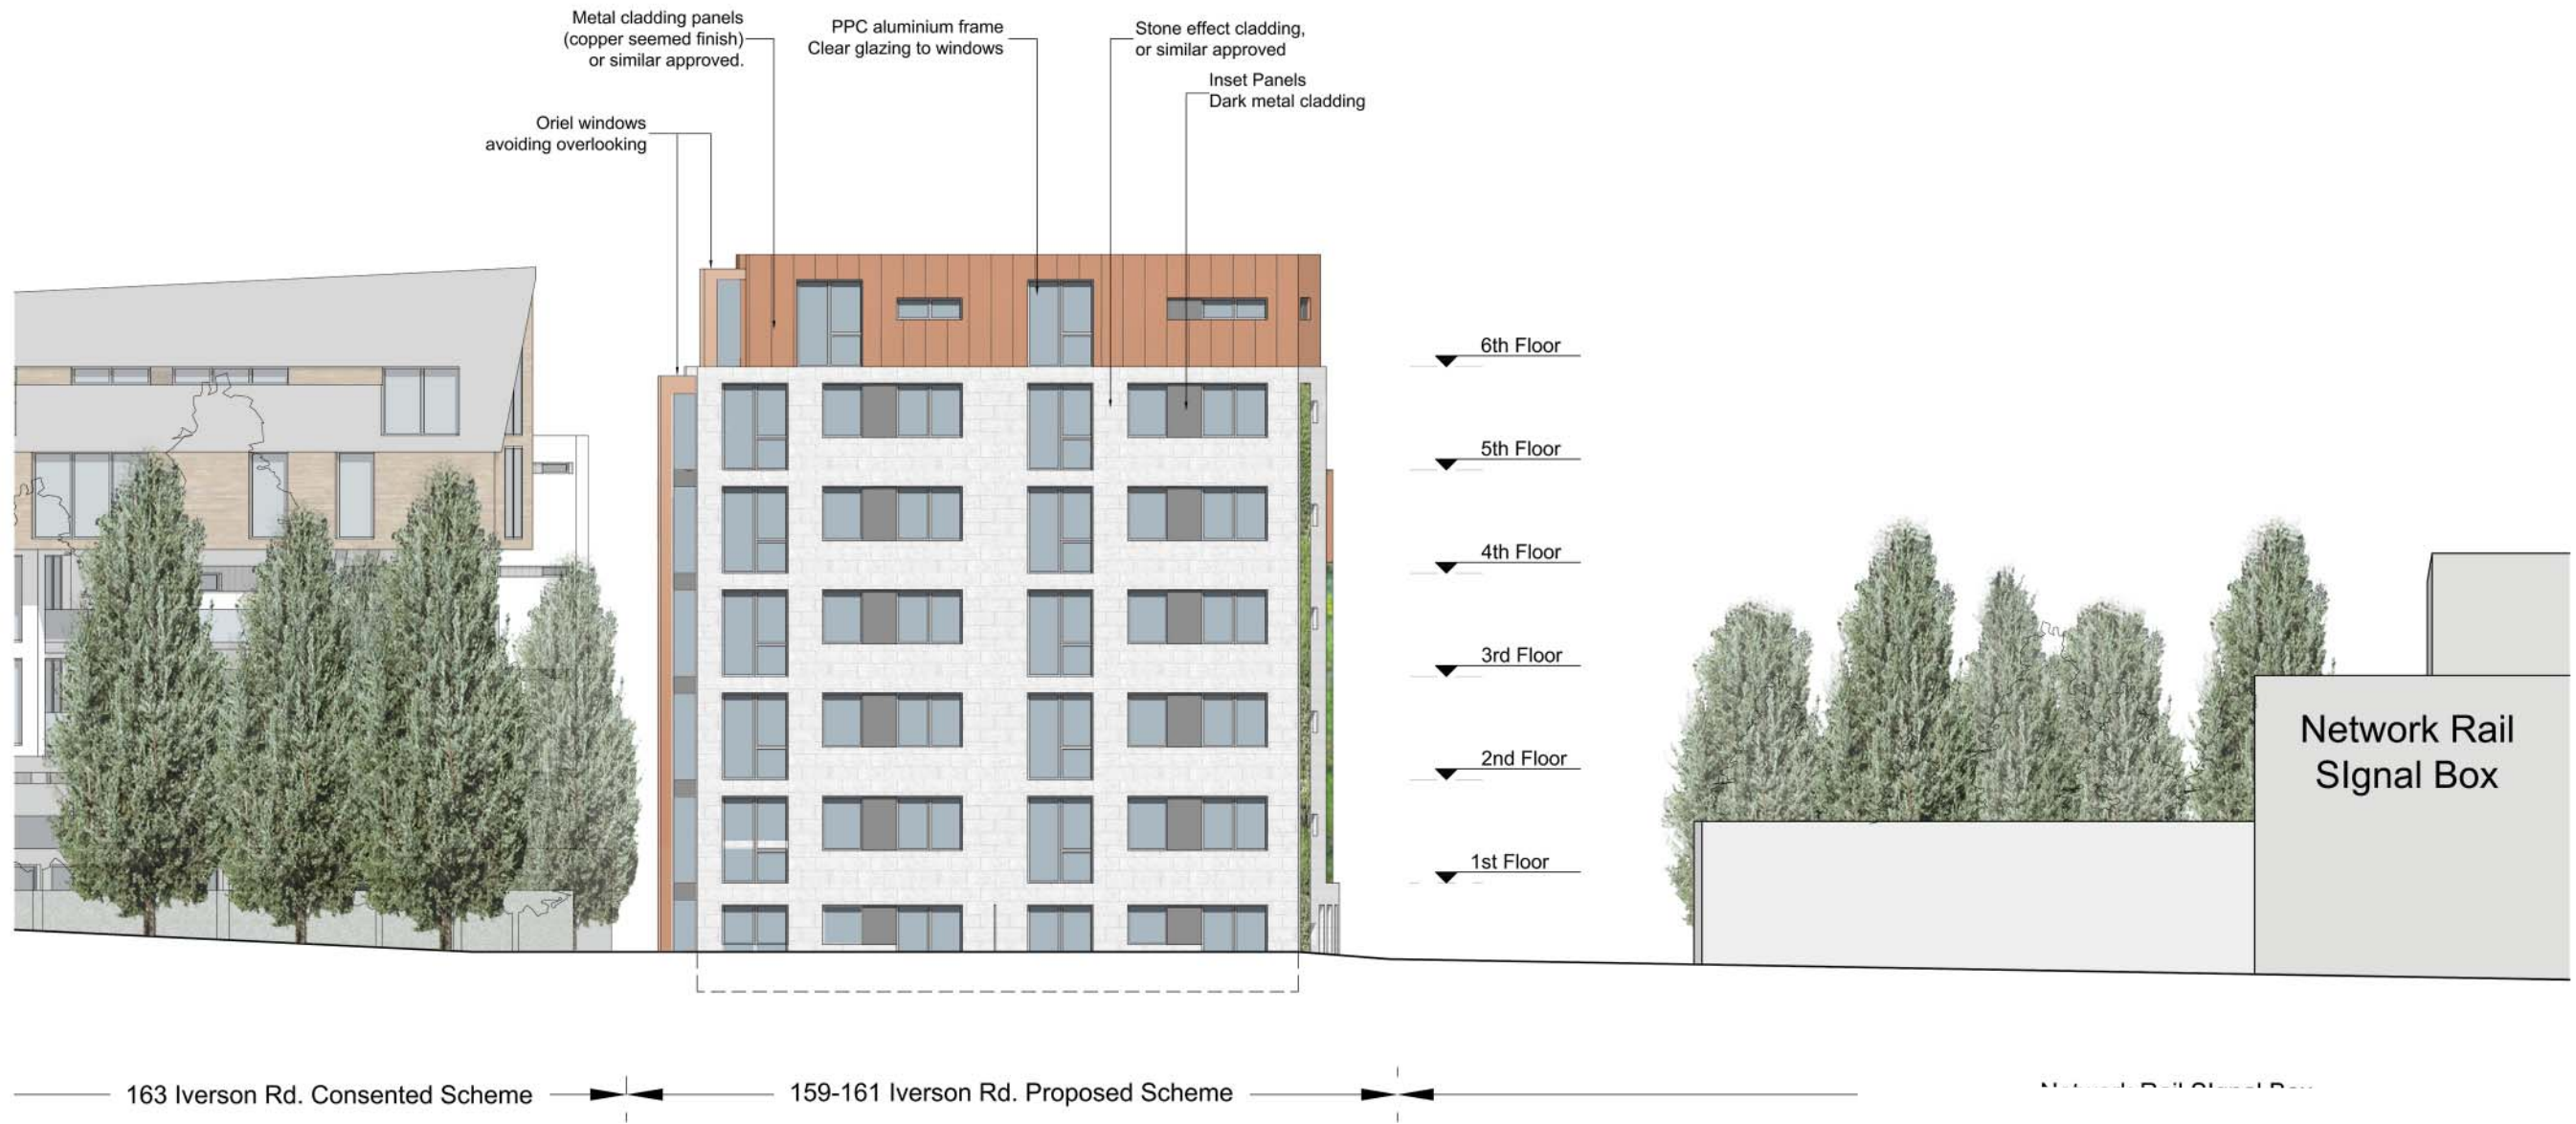 Metal cladding panels
(copper seemed finish)
or similar approved.
PPC aluminium frame
Clear glazing to windows
Stone effect cladding,
or similar approved
Inset Panels
Dark metal cladding
Oriel windows
avoiding overlooking
6th Floor
5th Floor
4th Floor
3rd Floor
2nd Floor
1st Floor
Network Rail
SIgnal Box
163 Iverson Rd. Consented Scheme
159-161 Iverson Rd. Proposed Scheme